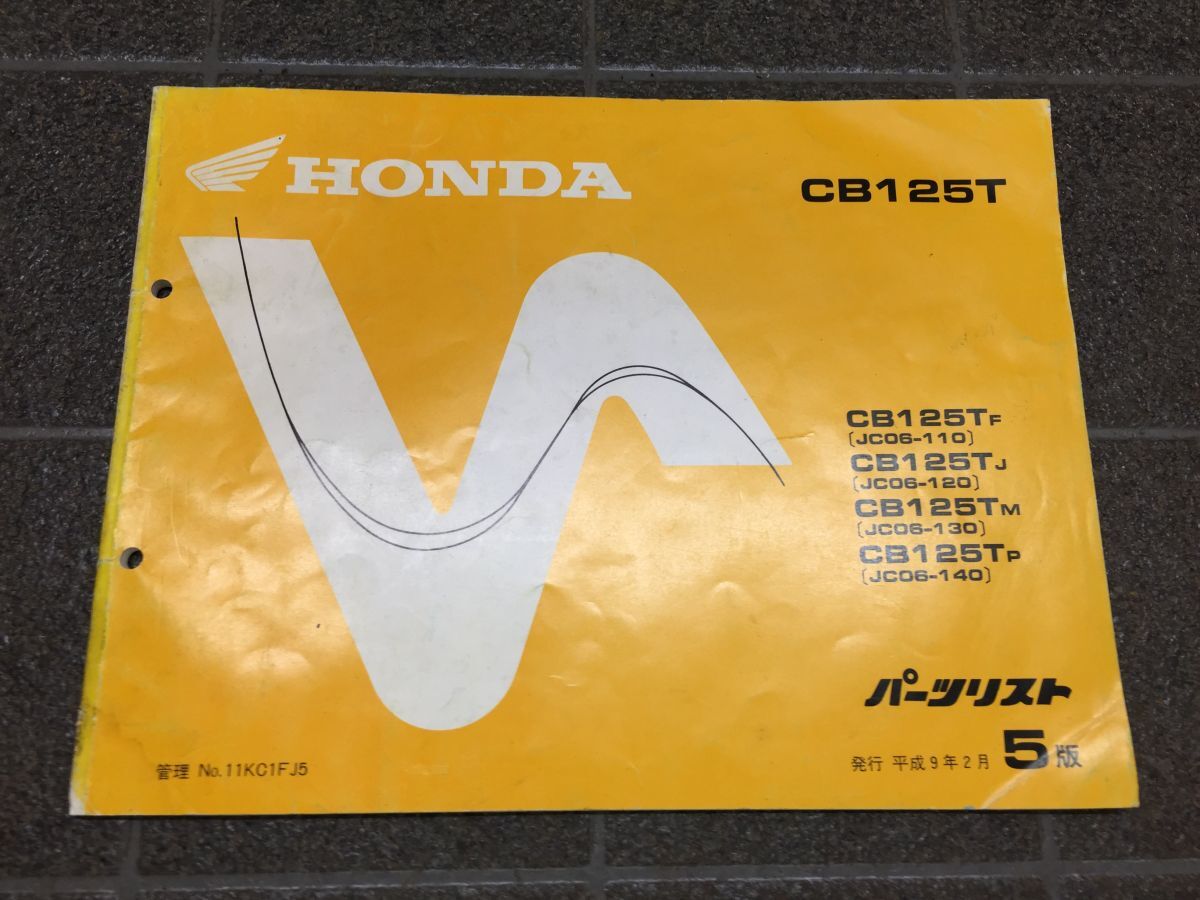 HONDA
CB125T
CB125TF
(JC06-110)
CB125TJ
(JC06-120)
CB125TM
(JC06-130)
CB125TP
(JC06-140)
パーツリスト
管理 No.11KC1FJ5
発行 平成9年2月 5版